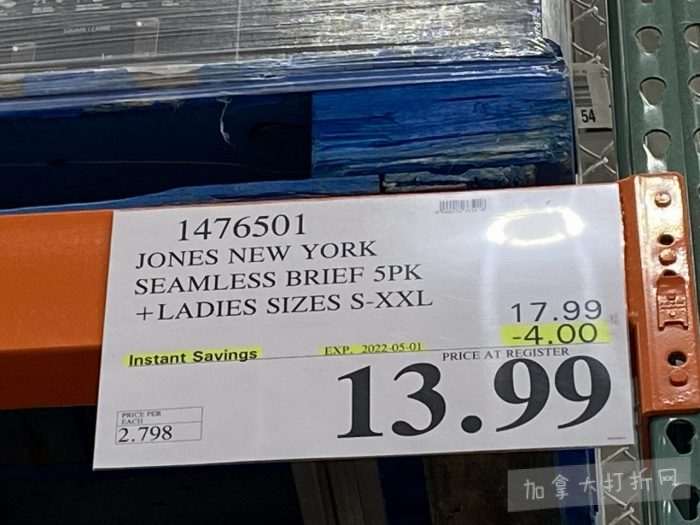 54
1476501
JONES NEW YORK
SEAMLESS BRIEF 5PK
+LADIES SIZES S-XXL
17.99
-4.00
Instant Savings EXP. 2022-05-01
PRICE AT REGISTER
13.99
PRICE PER
EACH
2.798
加拿大打折网